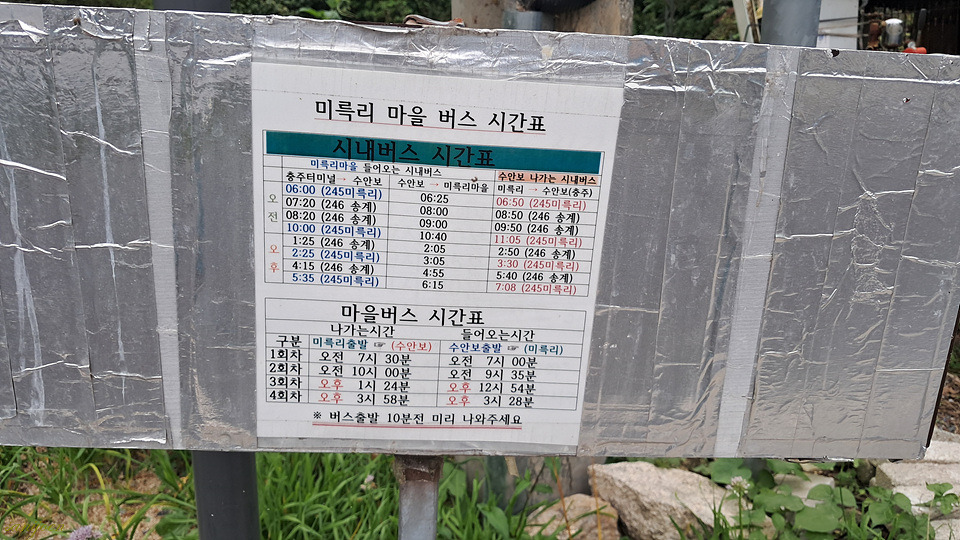 미륵리 마을 버스 시간표
시내버스 시간표
미륵리마을 들어오는 시내버스 수안보 나가는 시내버스
충주터미널 → 수안보 수안보 → 미륵리마을 미륵리 → 수안보(충주)
오전 06:00 (245미륵리) 06:25 06:50 (245미륵리)
07:20 (246 송계) 08:00 08:50 (246 송계)
08:20 (246 송계) 09:00 09:50 (246 송계)
10:00 (245미륵리) 10:40 11:05 (245미륵리)
오후 1:25 (246 송계) 2:05 2:50 (246 송계)
2:25 (245미륵리) 3:05 3:30 (245미륵리)
4:15 (246 송계) 4:55 5:40 (246 송계)
5:35 (245미륵리) 6:15 7:08 (245미륵리)
마을버스 시간표
나가는시간 들어오는시간
구분 미륵리출발 ☞ (수안보) 수안보출발 ☞ (미륵리)
1회차 오전 7시 30분 오전 7시 00분
2회차 오전 10시 00분 오전 9시 35분
3회차 오후 1시 24분 오후 12시 54분
4회차 오후 3시 58분 오후 3시 28분
※ 버스출발 10분전 미리 나와주세요